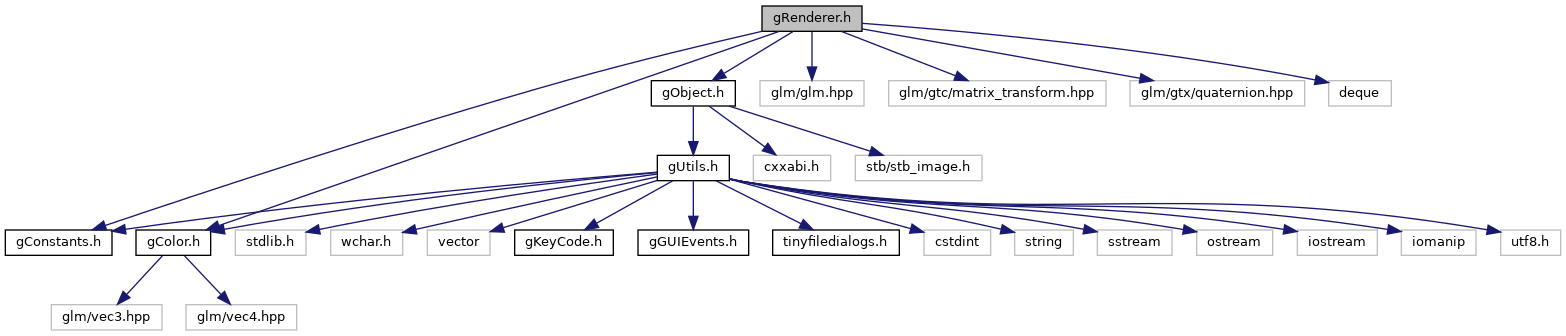 gRenderer.h
gObject.h
glm/glm.hpp
glm/gtc/matrix_transform.hpp
glm/gtx/quaternion.hpp
deque
gUtils.h
cxxabi.h
stb/stb_image.h
gConstants.h
gColor.h
stdlib.h
wchar.h
vector
gKeyCode.h
gGUIEvents.h
tinyfiledialogs.h
cstdint
string
sstream
ostream
iostream
iomanip
utf8.h
glm/vec3.hpp
glm/vec4.hpp